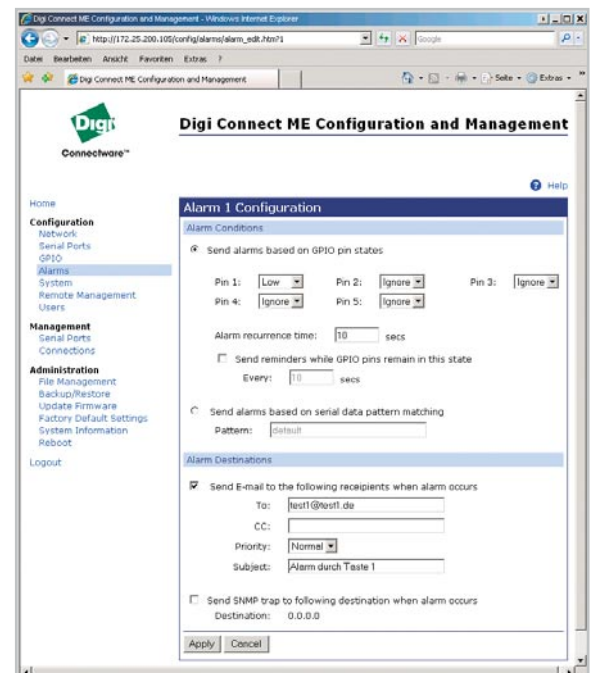 Digi Connect ME Configuration and Management - Windows Internet Explorer
http://172.25.200.105/config/alarms/alarm_edit.htm?1
Google
Datei Bearbeiten Ansicht Favoriten Extras ?
Digi Connect ME Configuration and Management
Seite Extras
Digi
Connectware™
Digi Connect ME Configuration and Management
Help
Home
Configuration
Network
Serial Ports
GPIO
Alarms
System
Remote Management
Users
Management
Serial Ports
Connections
Administration
File Management
Backup/Restore
Update Firmware
Factory Default Settings
System Information
Reboot
Logout
Alarm 1 Configuration
Alarm Conditions
Send alarms based on GPIO pin states
Pin 1: Low Pin 2: Ignore Pin 3: Ignore
Pin 4: Ignore Pin 5: Ignore
Alarm recurrence time: 10 secs
Send reminders while GPIO pins remain in this state
Every: 10 secs
Send alarms based on serial data pattern matching
Pattern: default
Alarm Destinations
Send E-mail to the following receipients when alarm occurs
To: test1@test1.de
CC:
Priority: Normal
Subject: Alarm durch Taste 1
Send SNMP trap to following destination when alarm occurs
Destination: 0.0.0.0
Apply Cancel